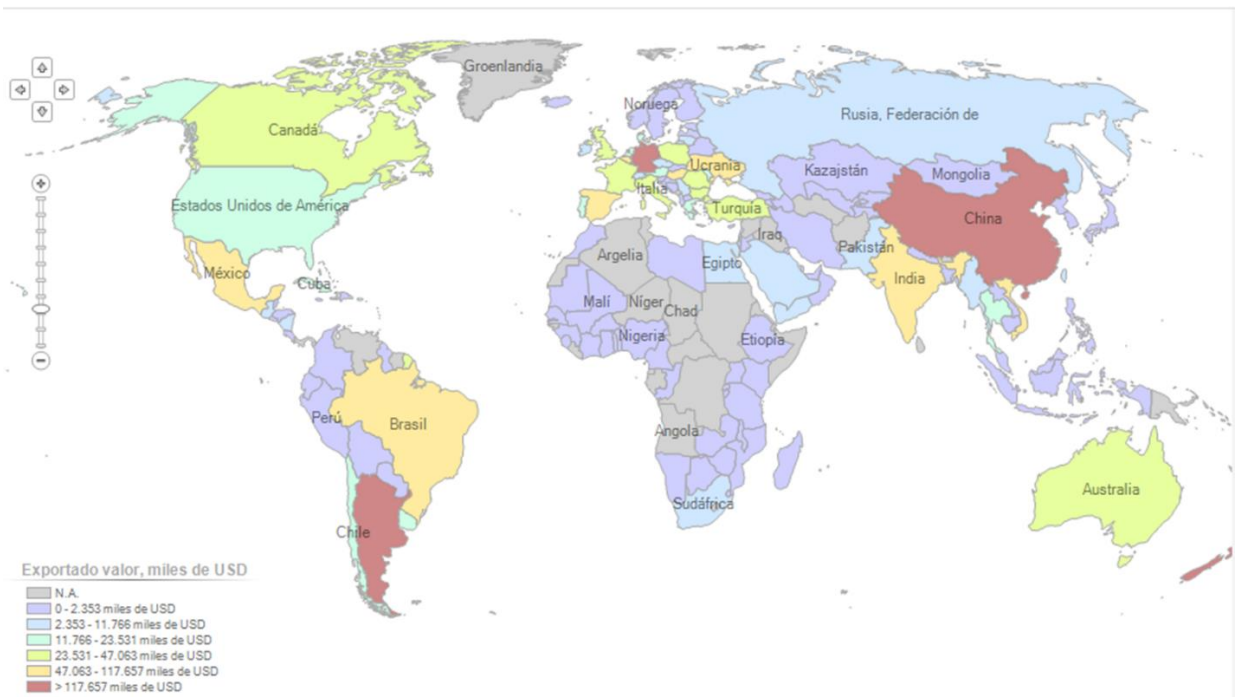 Groenlandia
Noruega
Rusia, Federación de
Canadá
Ucrania
Kazajstán
Mongolia
Italia
Estados Unidos de América
Turquía
China
Iraq
Pakistán
Argelia
Egipto
México
India
Cuba
Malí
Níger
Chad
Nigeria
Etiopía
Perú
Brasil
Angola
Australia
Sudáfrica
Chile
Exportado valor, miles de USD
N.A.
0 - 2.353 miles de USD
2.353 - 11.766 miles de USD
11.766 - 23.531 miles de USD
23.531 - 47.063 miles de USD
47.063 - 117.657 miles de USD
> 117.657 miles de USD